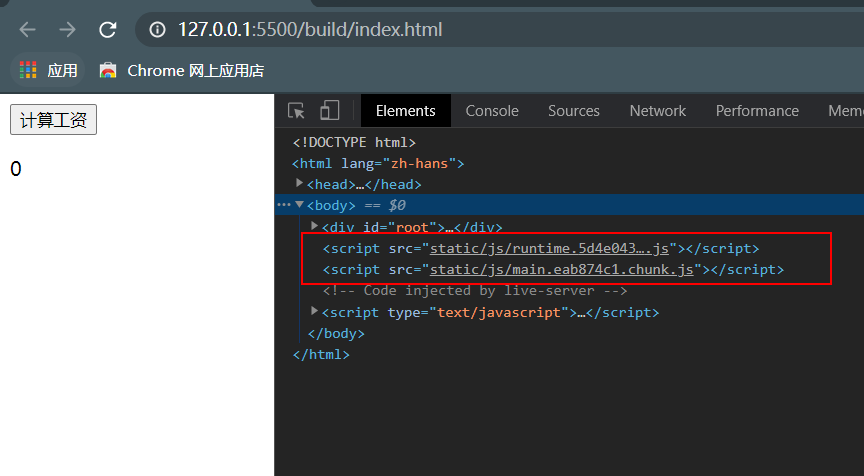 127.0.0.1:5500/build/index.html
应用 Chrome 网上应用店
计算工资
0
Elements Console Sources Network Performance Mem
<!DOCTYPE html>
<html lang="zh-hans">
<head>…</head>
<body> == $0
<div id="root">…</div>
<script src="static/js/runtime.5d4e043….js"></script>
<script src="static/js/main.eab874c1.chunk.js"></script>
<!-- Code injected by live-server -->
<script type="text/javascript">…</script>
</body>
</html>